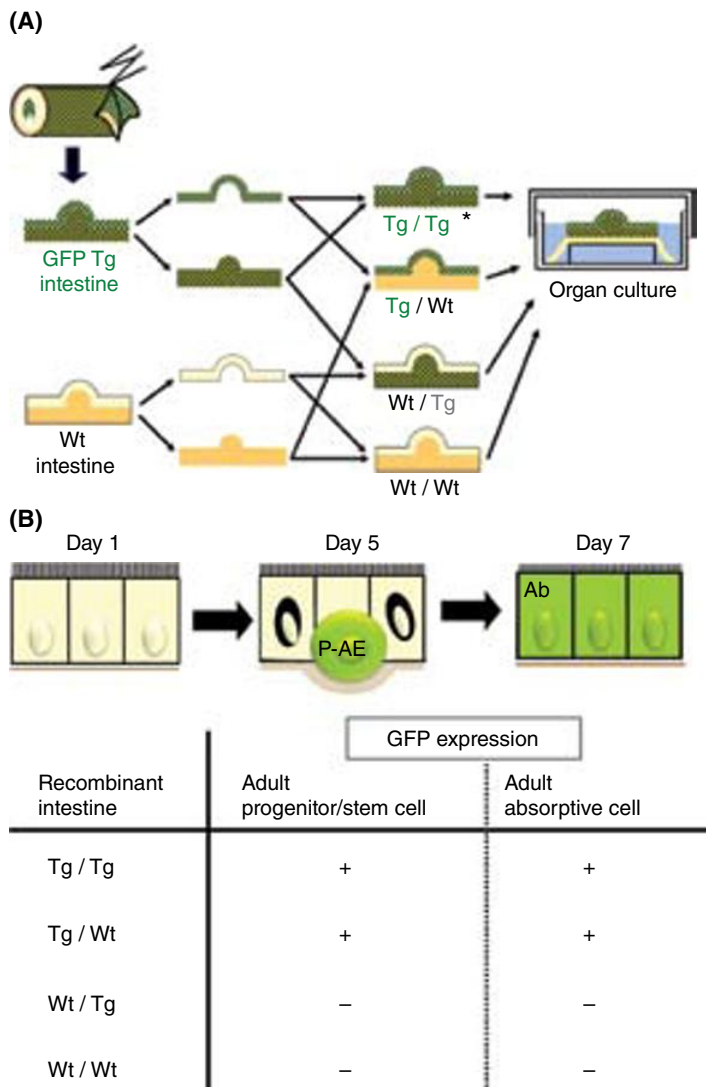 (A)
GFP Tg
intestine
Wt
intestine
Tg / Tg *
Tg / Wt
Wt / Tg
Wt / Wt
Organ culture
(B)
Day 1
Day 5
Day 7
P-AE
Ab
GFP expression
Recombinant
intestine
Adult
progenitor/stem cell
Adult
absorptive cell
Tg / Tg + +
Tg / Wt + +
Wt / Tg – –
Wt / Wt – –